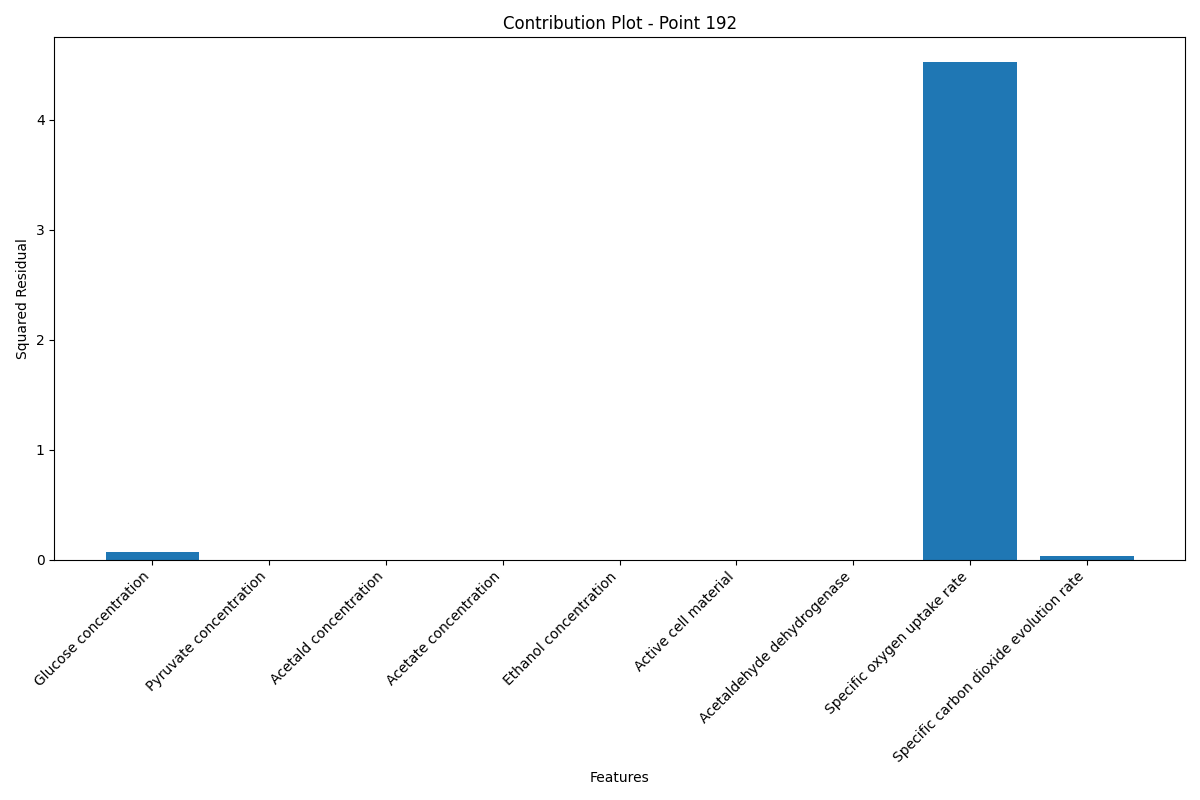 Contribution Plot - Point 192
Squared Residual
4
3
2
1
0
Glucose concentration
Pyruvate concentration
Acetald concentration
Acetate concentration
Ethanol concentration
Active cell material
Acetaldehyde dehydrogenase
Specific oxygen uptake rate
Specific carbon dioxide evolution rate
Features